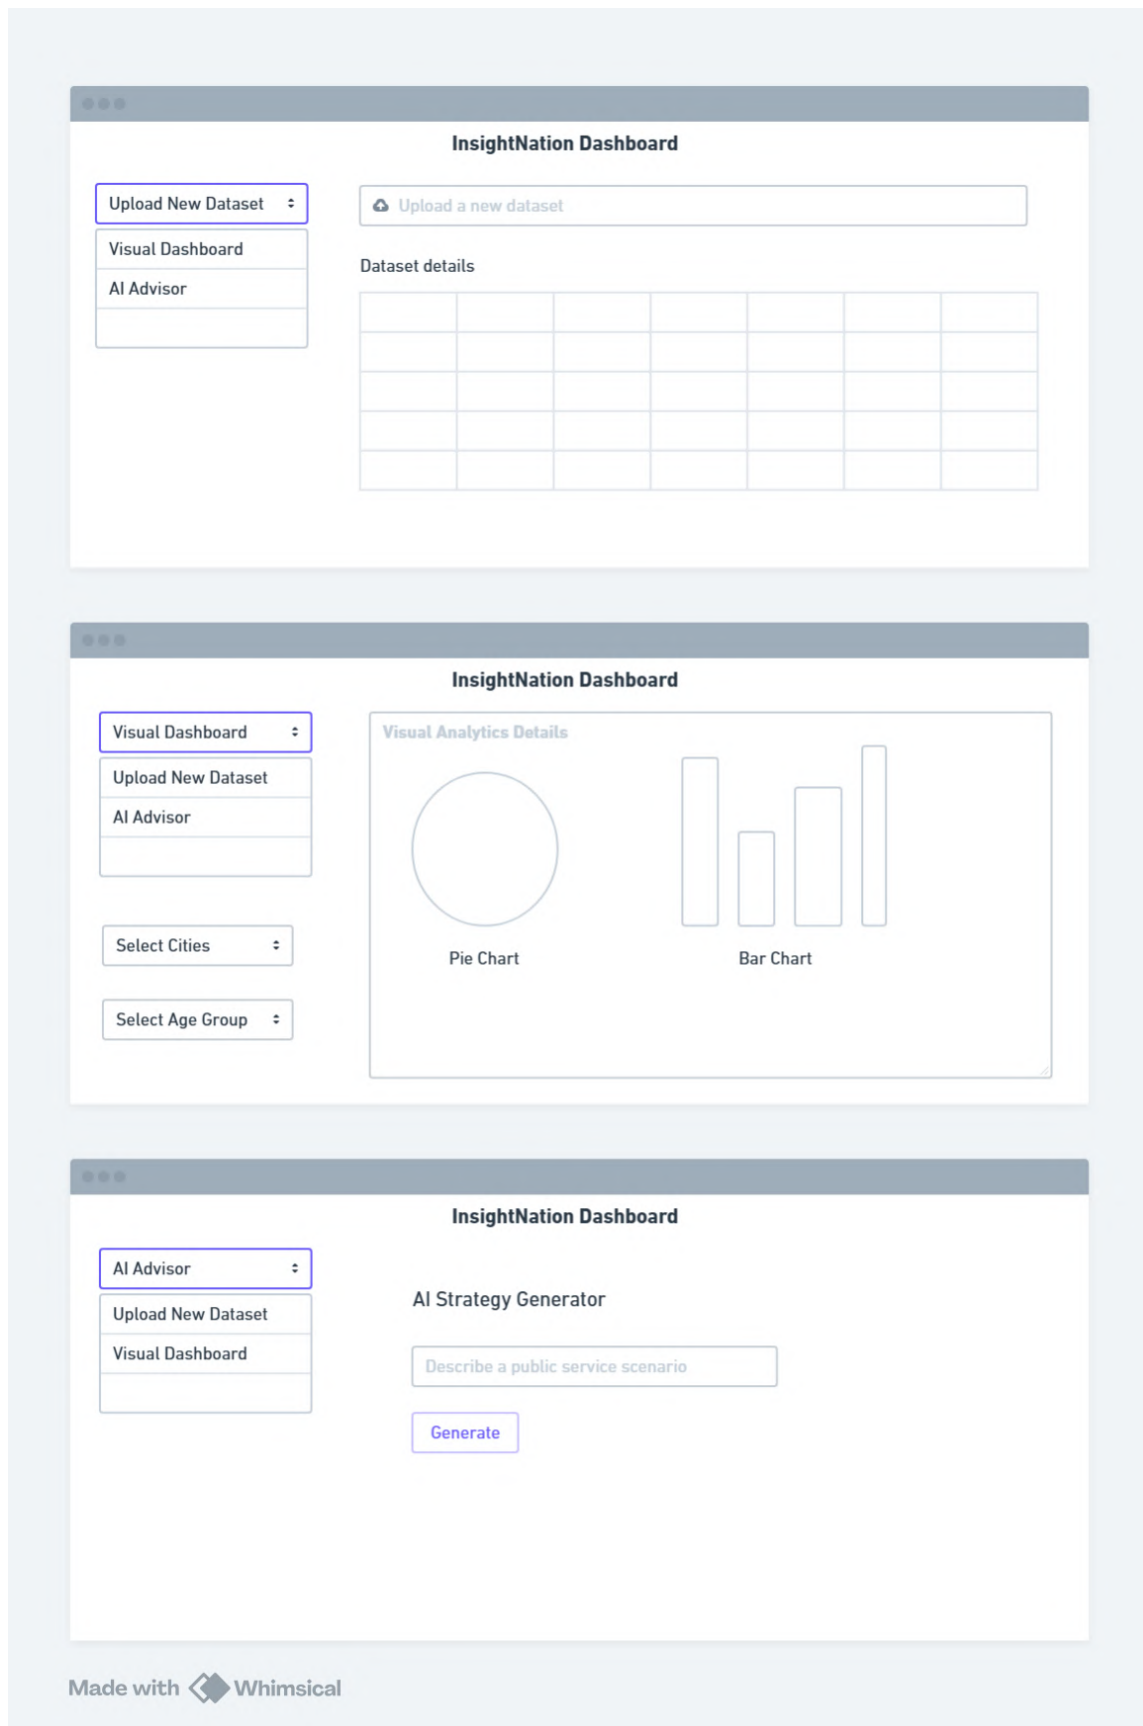 InsightNation Dashboard
Upload New Dataset
Visual Dashboard
AI Advisor
Upload a new dataset
Dataset details
InsightNation Dashboard
Visual Dashboard
Upload New Dataset
AI Advisor
Select Cities
Select Age Group
Visual Analytics Details
Pie Chart
Bar Chart
InsightNation Dashboard
AI Advisor
Upload New Dataset
Visual Dashboard
AI Strategy Generator
Describe a public service scenario
Generate
Made with Whimsical